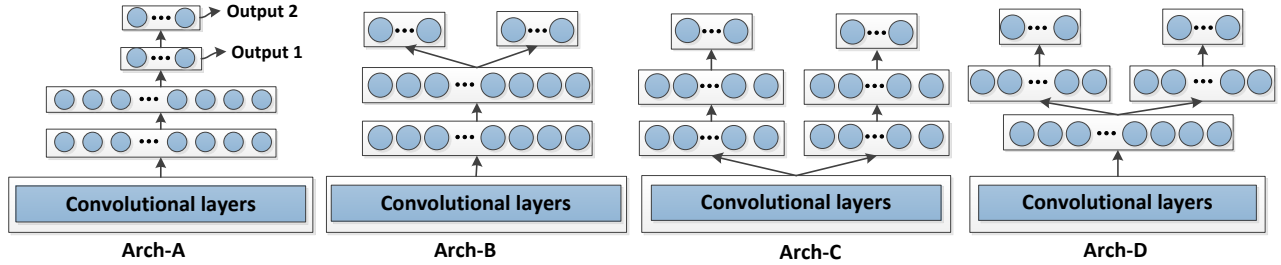 Output 2
Output 1
Convolutional layers
Convolutional layers
Convolutional layers
Convolutional layers
Arch-A
Arch-B
Arch-C
Arch-D